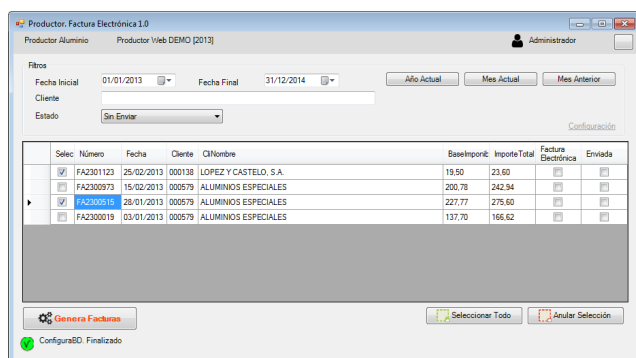 Productor. Factura Electrónica 1.0
Productor Aluminio Productor Web DEMO [2013] Administrador
Filtros
Fecha Inicial 01/01/2013 Fecha Final 31/12/2014 Año Actual Mes Actual Mes Anterior
Cliente
Estado Sin Enviar
Configuración
Selec Número Fecha Cliente CliNombre BaseImponib ImporteTotal Factura Electrónica Enviada
FA2301123 25/02/2013 000138 LOPEZ Y CASTELO, S.A. 19,50 23,60
FA2300973 15/02/2013 000579 ALUMINIOS ESPECIALES 200,78 242,94
FA2300515 28/01/2013 000579 ALUMINIOS ESPECIALES 227,77 275,60
FA2300019 03/01/2013 000579 ALUMINIOS ESPECIALES 137,70 166,62
Genera Facturas Seleccionar Todo Anular Selección
ConfiguraBD. Finalizado